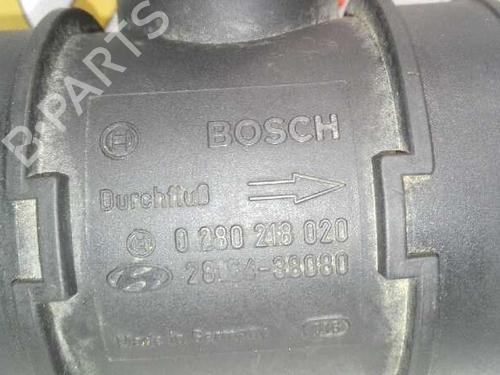 BOSCH
Durchfluß
0 280 218 020
28164-38080
Made in Germany
B-PARTS